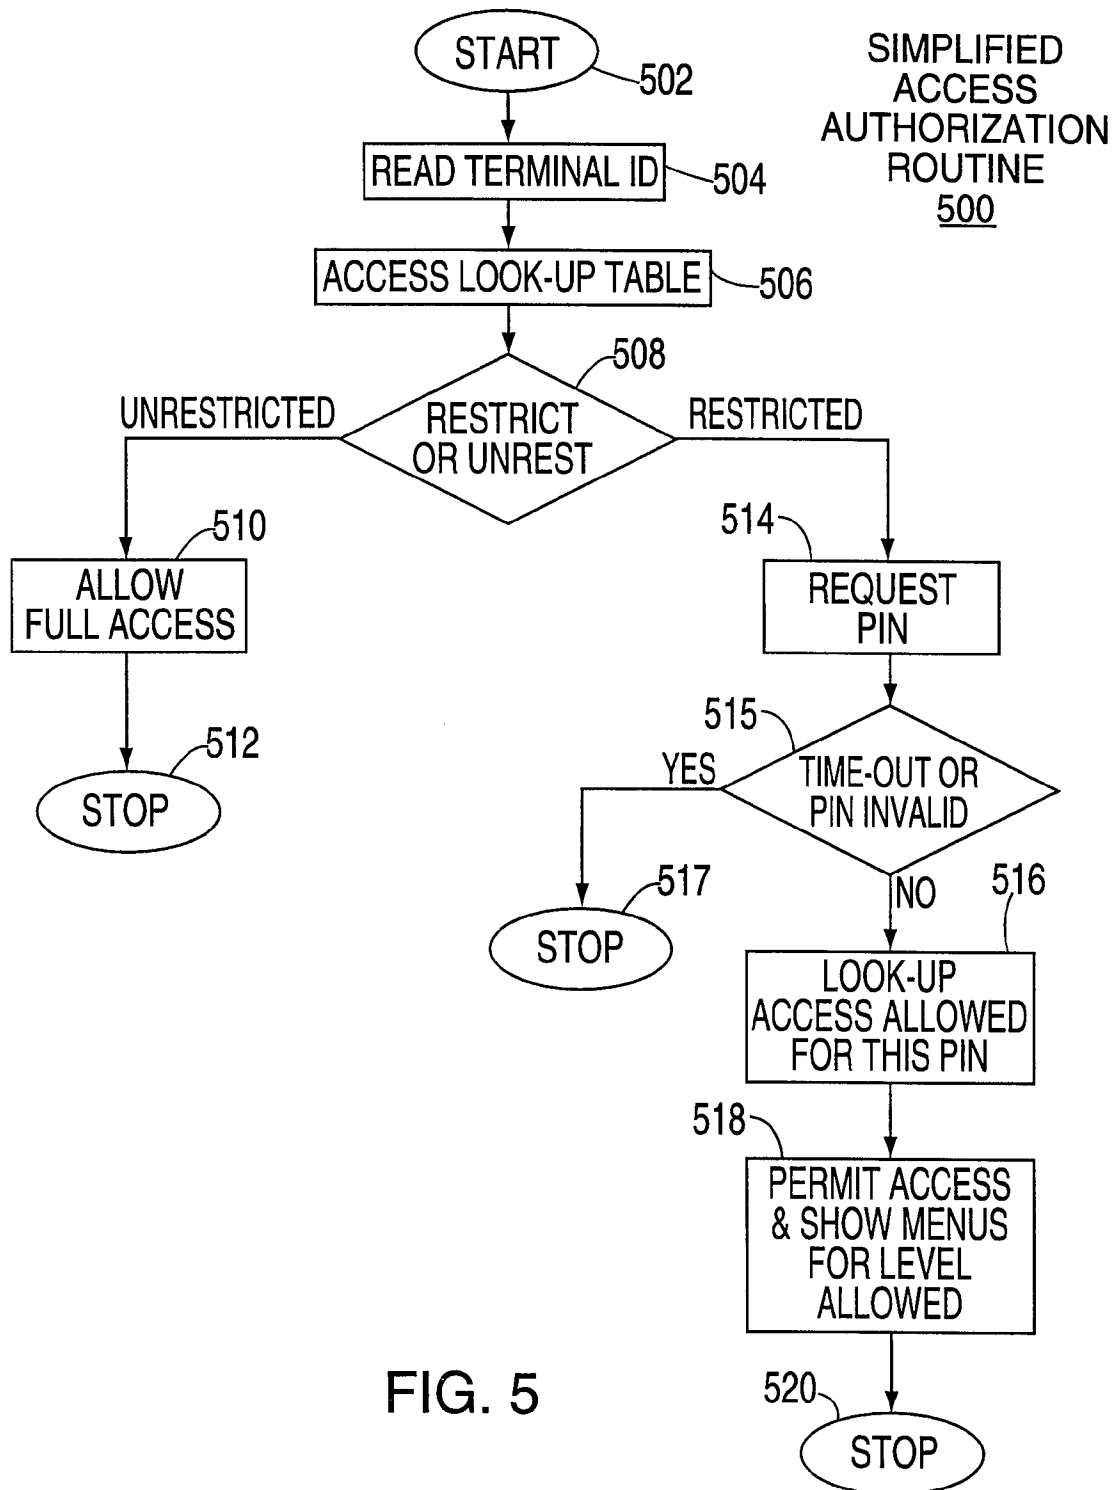 START
502
SIMPLIFIED
ACCESS
AUTHORIZATION
ROUTINE
500
READ TERMINAL ID
504
ACCESS LOOK-UP TABLE
506
508
UNRESTRICTED
RESTRICT
OR UNREST
RESTRICTED
510
ALLOW
FULL ACCESS
512
STOP
514
REQUEST
PIN
515
YES
TIME-OUT OR
PIN INVALID
NO
517
STOP
516
LOOK-UP
ACCESS ALLOWED
FOR THIS PIN
518
PERMIT ACCESS
& SHOW MENUS
FOR LEVEL
ALLOWED
520
STOP
FIG. 5